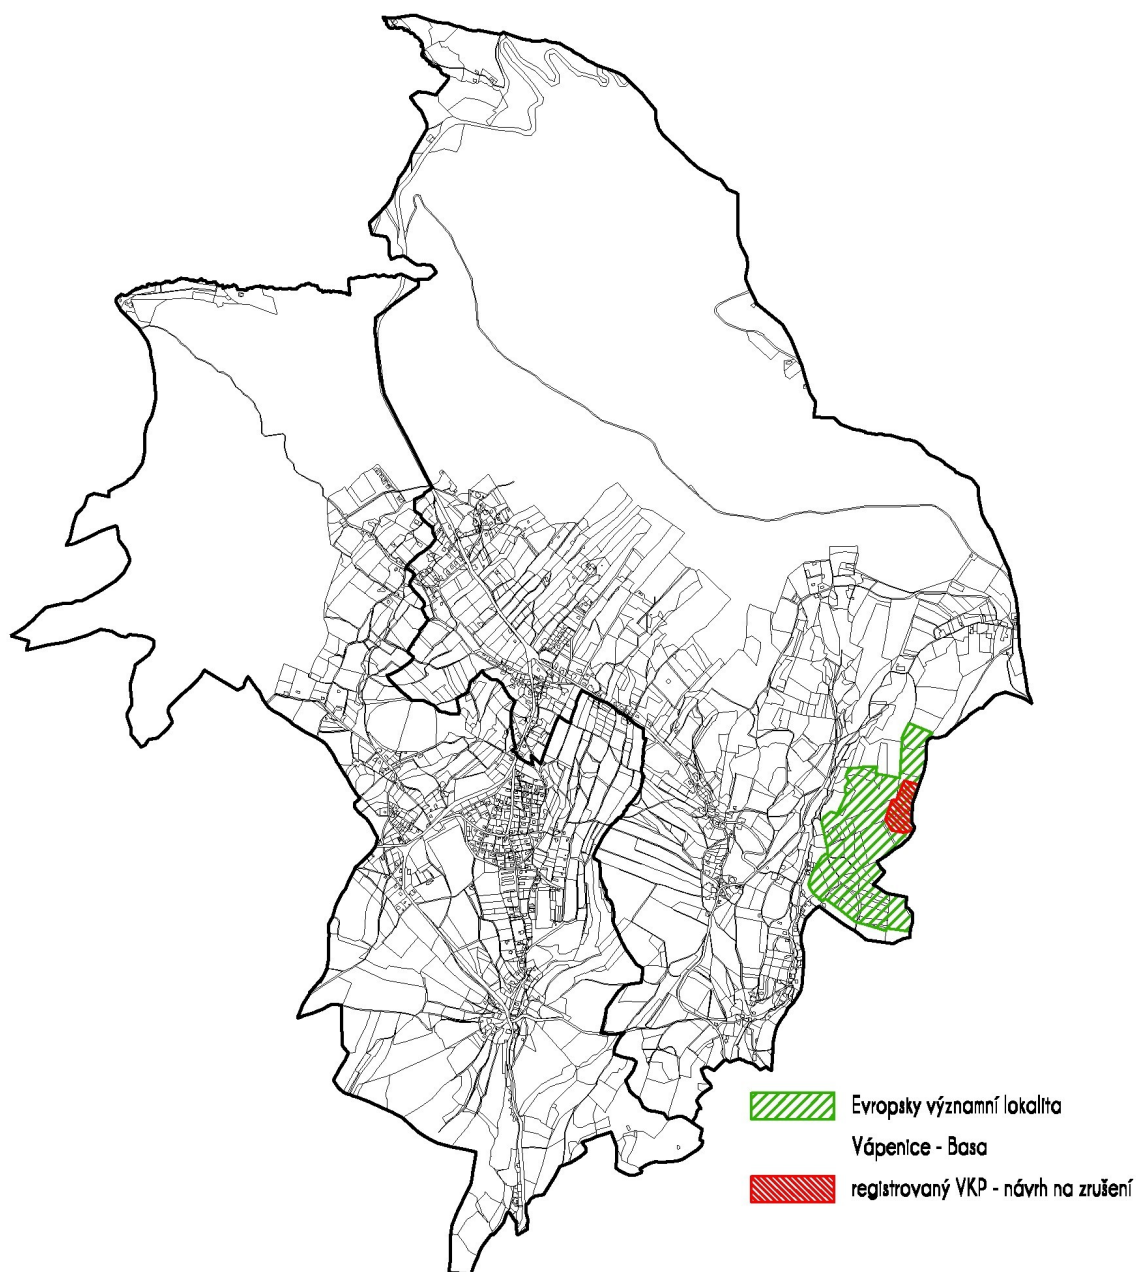 Evropsky významní lokalita
Vápenice - Basa
registrovaný VKP - návrh na zrušení